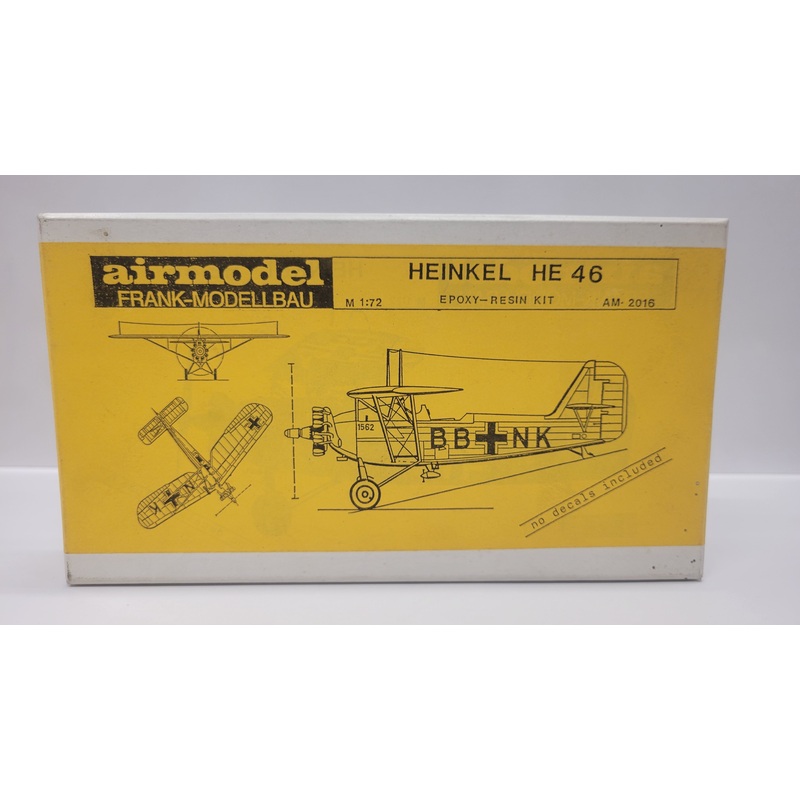 airmodel
FRANK-MODELLBAU
HEINKEL HE 46
M 1:72 EPOXY-RESIN KIT AM- 2016
1562
BB NK
N K
no decals included